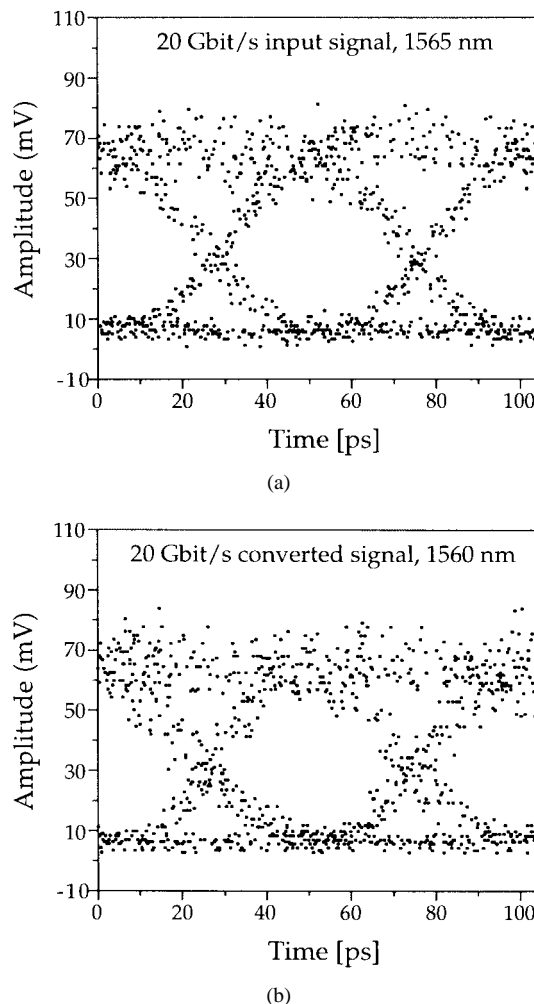 20 Gbit/s input signal, 1565 nm
110
90
70
50
30
10
-10
Amplitude (mV)
0 20 40 60 80 100
Time [ps]
(a)
20 Gbit/s converted signal, 1560 nm
110
90
70
50
30
10
-10
Amplitude (mV)
0 20 40 60 80 100
Time [ps]
(b)